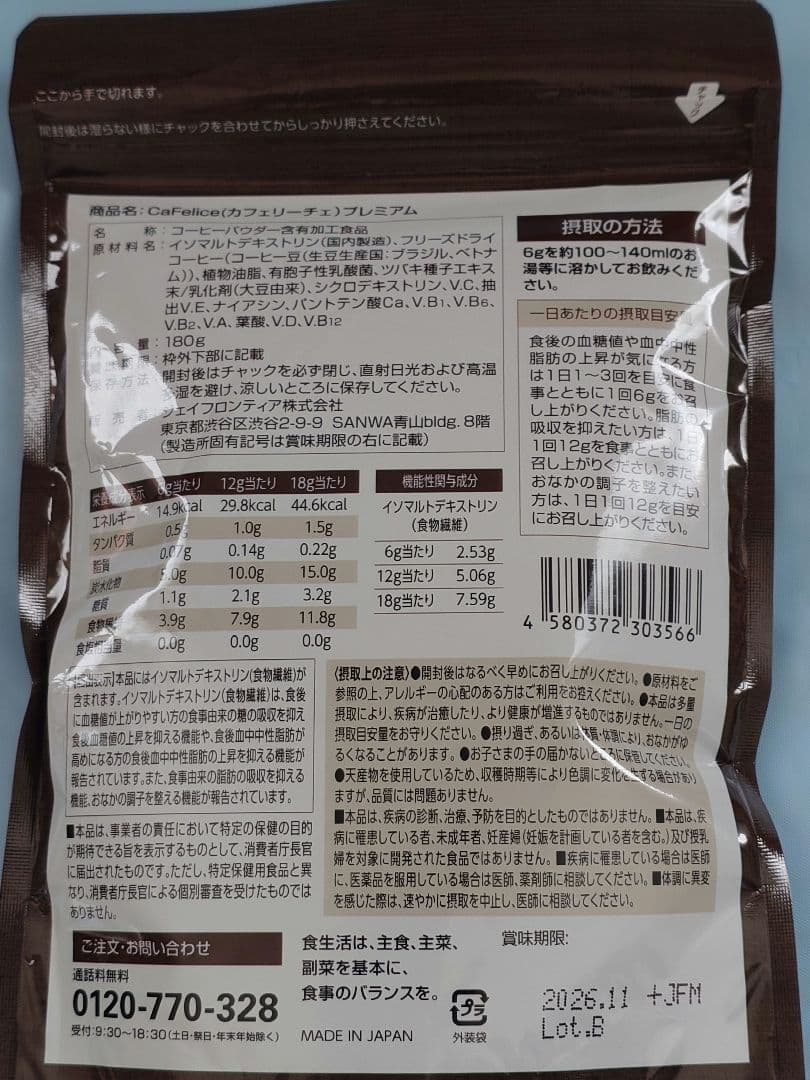 ここから手で切れます。
チャック
開封後は湿らない様にチャックを合わせてからしっかり押さえてください。
商品名：CaFelice(カフェリーチェ)プレミアム
名称：コーヒーパウダー含有加工食品
原材料名：イソマルトデキストリン(国内製造)、フリーズドライ
コーヒー(コーヒー豆(生豆生産国：ブラジル、ベトナ
ム))、植物油脂、有胞子性乳酸菌、ツバキ種子エキス
末/乳化剤(大豆由来)、シクロデキストリン、V.C、抽
出V.E、ナイアシン、パントテン酸Ca、V.B1、V.B6、
V.B2、V.A、葉酸、V.D、V.B12
内容量：180g
賞味期限：枠外下部に記載
保存方法：開封後はチャックを必ず閉じ、直射日光および高温
多湿を避け、涼しいところに保存してください。
販売者：ジェイフロンティア株式会社
東京都渋谷区渋谷2-9-9 SANWA青山bldg. 8階
(製造所固有記号は賞味期限の右に記載)
摂取の方法
6gを約100〜140mlのお
湯等に溶かしてお飲みくだ
さい。
一日あたりの摂取目安
食後の血糖値や血中中性
脂肪の上昇が気になる方
は1日1〜3回を目安に食
事とともに1回6gをお召
し上がりください。脂肪の
吸収を抑えたい方は、1日
1回12gを食事とともにお
召し上がりください。また、
おなかの調子を整えたい
方は、1日1回12gを目安
にお召し上がりください。
栄養成分表示 6g当たり 12g当たり 18g当たり
エネルギー 14.9kcal 29.8kcal 44.6kcal
タンパク質 0.5g 1.0g 1.5g
脂質 0.07g 0.14g 0.22g
炭水化物 5.0g 10.0g 15.0g
糖質 1.1g 2.1g 3.2g
食物繊維 3.9g 7.9g 11.8g
食塩相当量 0.0g 0.0g 0.0g
機能性関与成分
イソマルトデキストリン
(食物繊維)
6g当たり 2.53g
12g当たり 5.06g
18g当たり 7.59g
4 580372 303566
【届出表示】本品にはイソマルトデキストリン(食物繊維)が
含まれます。イソマルトデキストリン(食物繊維)は、食後
に血糖値が上がりやすい方の食事由来の糖の吸収を抑え
食後血糖値の上昇を抑える機能や、食後血中中性脂肪が
高めになる方の食後血中中性脂肪の上昇を抑える機能が
報告されています。また、食事由来の脂肪の吸収を抑える
機能、おなかの調子を整える機能が報告されています。
■本品は、事業者の責任において特定の保健の目的
が期待できる旨を表示するものとして、消費者庁長官
に届出されたものです。ただし、特定保健用食品と異
なり、消費者庁長官による個別審査を受けたものでは
ありません。
〈摂取上の注意〉●開封後はなるべく早めにお召し上がりください。●原材料をご
参照の上、アレルギーの心配のある方はご利用をお控えください。●本品は多量
摂取により、疾病が治癒したり、より健康が増進するものではありません。一日の
摂取目安量をお守りください。●摂り過ぎ、あるいは体質・体調により、おなかがゆ
るくなることがあります。●お子さまの手の届かないところに保管してください。
●天産物を使用しているため、収穫時期等により色調に変化を生する場合があり
ますが、品質には問題ありません。
■本品は、疾病の診断、治療、予防を目的としたものではありません。■本品は、疾
病に罹患している者、未成年者、妊産婦(妊娠を計画している者を含む。)及び授乳
婦を対象に開発された食品ではありません。■疾病に罹患している場合は医師
に、医薬品を服用している場合は医師、薬剤師に相談してください。■体調に異変
を感じた際は、速やかに摂取を中止し、医師に相談してください。
ご注文・お問い合わせ
通話料無料
0120-770-328
受付：9:30〜18:30(土日・祭日・年末年始除く)
食生活は、主食、主菜、
副菜を基本に、
食事のバランスを。
MADE IN JAPAN
プラ
外装袋
賞味期限：
2026.11 +JFM
Lot.B